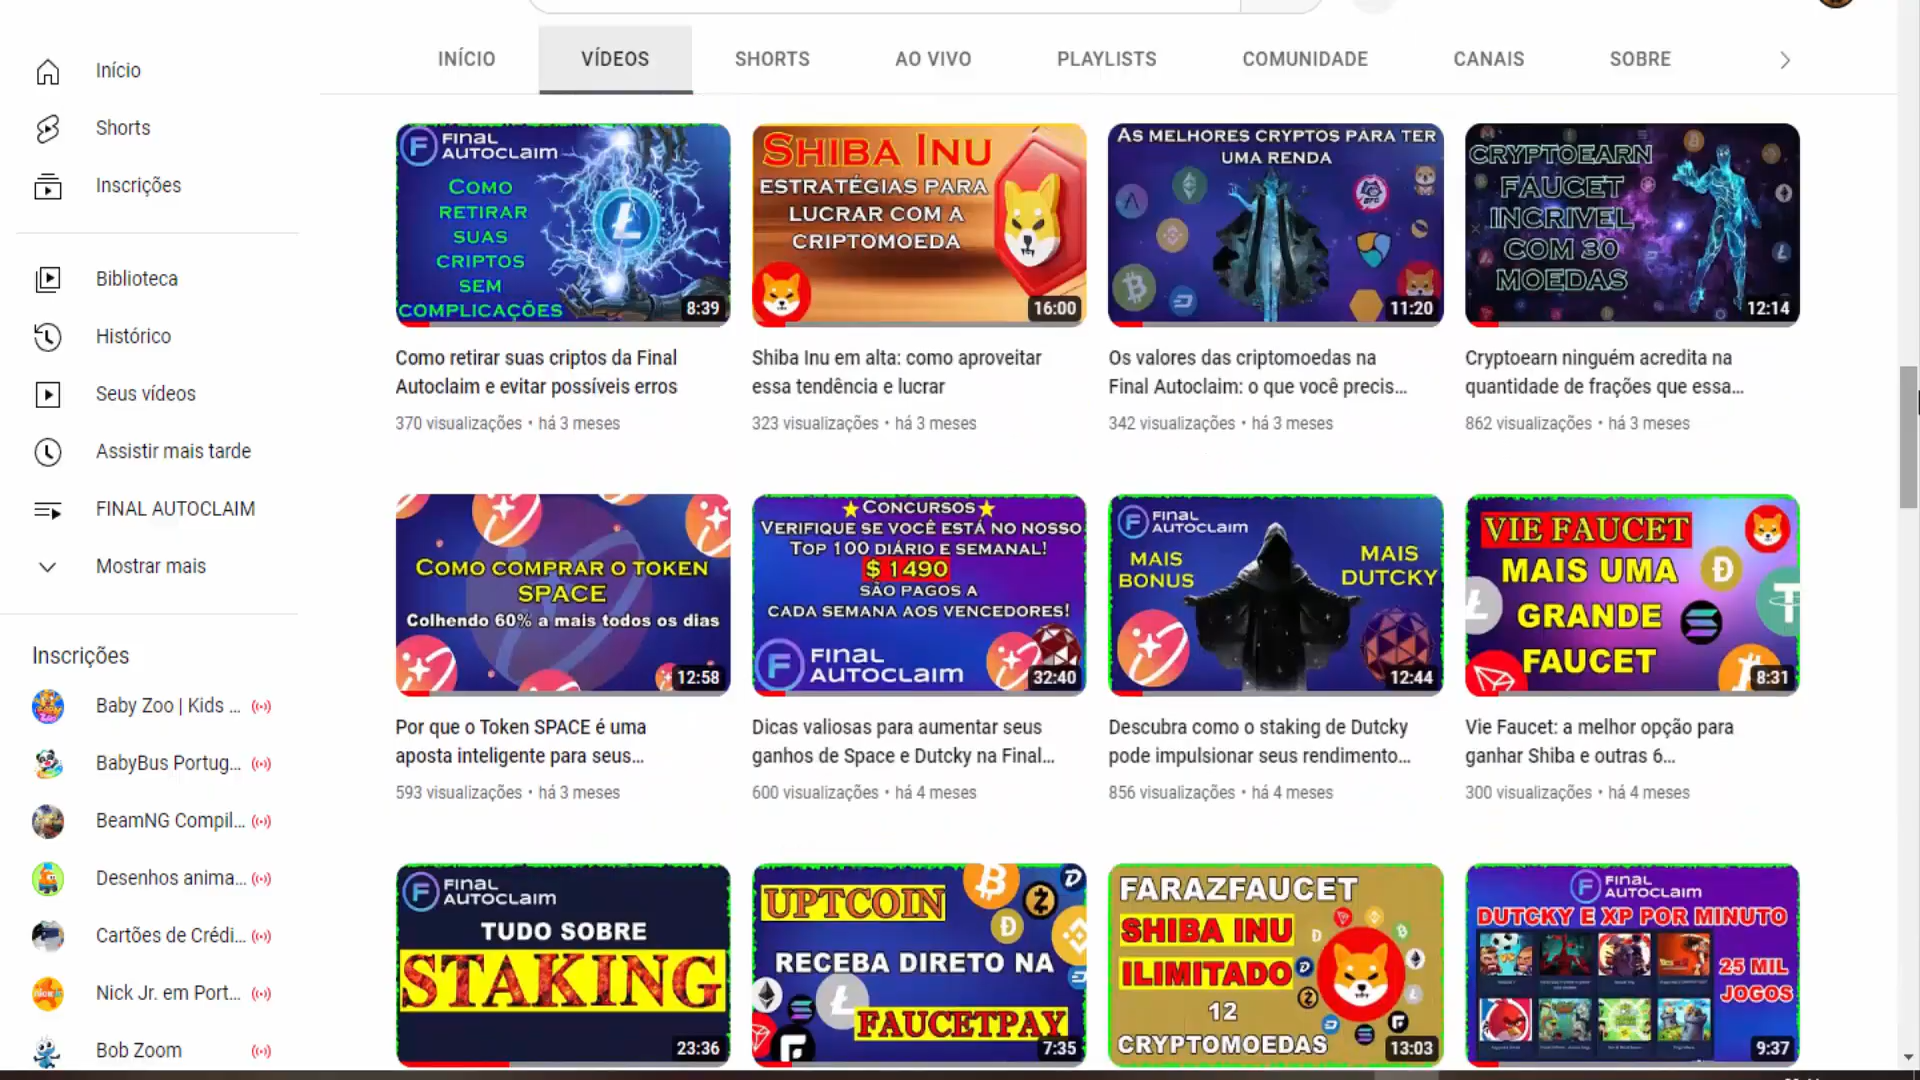 INÍCIO
VÍDEOS
SHORTS
AO VIVO
PLAYLISTS
COMUNIDADE
CANAIS
SOBRE
Início
Shorts
Inscrições
Biblioteca
Histórico
Seus vídeos
Assistir mais tarde
FINAL AUTOCLAIM
Mostrar mais
Inscrições
Baby Zoo | Kids ...
BabyBus Portug...
BeamNG Compil...
Desenhos anima...
Cartões de Crédi...
Nick Jr. em Port...
Bob Zoom
FINAL
AUTOCLAIM
COMO
RETIRAR
SUAS
CRIPTOS
SEM
COMPLICAÇÕES
8:39
Como retirar suas criptos da Final
Autoclaim e evitar possíveis erros
370 visualizações • há 3 meses
SHIBA INU
ESTRATÉGIAS PARA
LUCRAR COM A
CRIPTOMOEDA
16:00
Shiba Inu em alta: como aproveitar
essa tendência e lucrar
323 visualizações • há 3 meses
AS MELHORES CRYPTOS PARA TER
UMA RENDA
11:20
Os valores das criptomoedas na
Final Autoclaim: o que você precis...
342 visualizações • há 3 meses
CRYPTOEARN
FAUCET
INCRIVEL
COM 30
MOEDAS
12:14
Cryptoearn ninguém acredita na
quantidade de frações que essa...
862 visualizações • há 3 meses
COMO COMPRAR O TOKEN
SPACE
Colhendo 60% a mais todos os dias
12:58
Por que o Token SPACE é uma
aposta inteligente para seus...
593 visualizações • há 3 meses
CONCURSOS
VERIFIQUE SE VOCÊ ESTÁ NO NOSSO
TOP 100 DIÁRIO E SEMANAL!
$ 1490
SÃO PAGOS A
CADA SEMANA AOS VENCEDORES!
FINAL
AUTOCLAIM
32:40
Dicas valiosas para aumentar seus
ganhos de Space e Dutcky na Final...
600 visualizações • há 4 meses
FINAL
AUTOCLAIM
MAIS
BONUS
MAIS
DUTCKY
12:44
Descubra como o staking de Dutcky
pode impulsionar seus rendimento...
856 visualizações • há 4 meses
VIE FAUCET
MAIS UMA
GRANDE
FAUCET
8:31
Vie Faucet: a melhor opção para
ganhar Shiba e outras 6...
300 visualizações • há 4 meses
FINAL
AUTOCLAIM
TUDO SOBRE
STAKING
23:36
UPTCOIN
RECEBA DIRETO NA
FAUCETPAY
7:35
FARAZFAUCET
SHIBA INU
ILIMITADO
12
CRYPTOMOEDAS
13:03
FINAL
AUTOCLAIM
DUTCKY E XP POR MINUTO
25 MIL
JOGOS
9:37